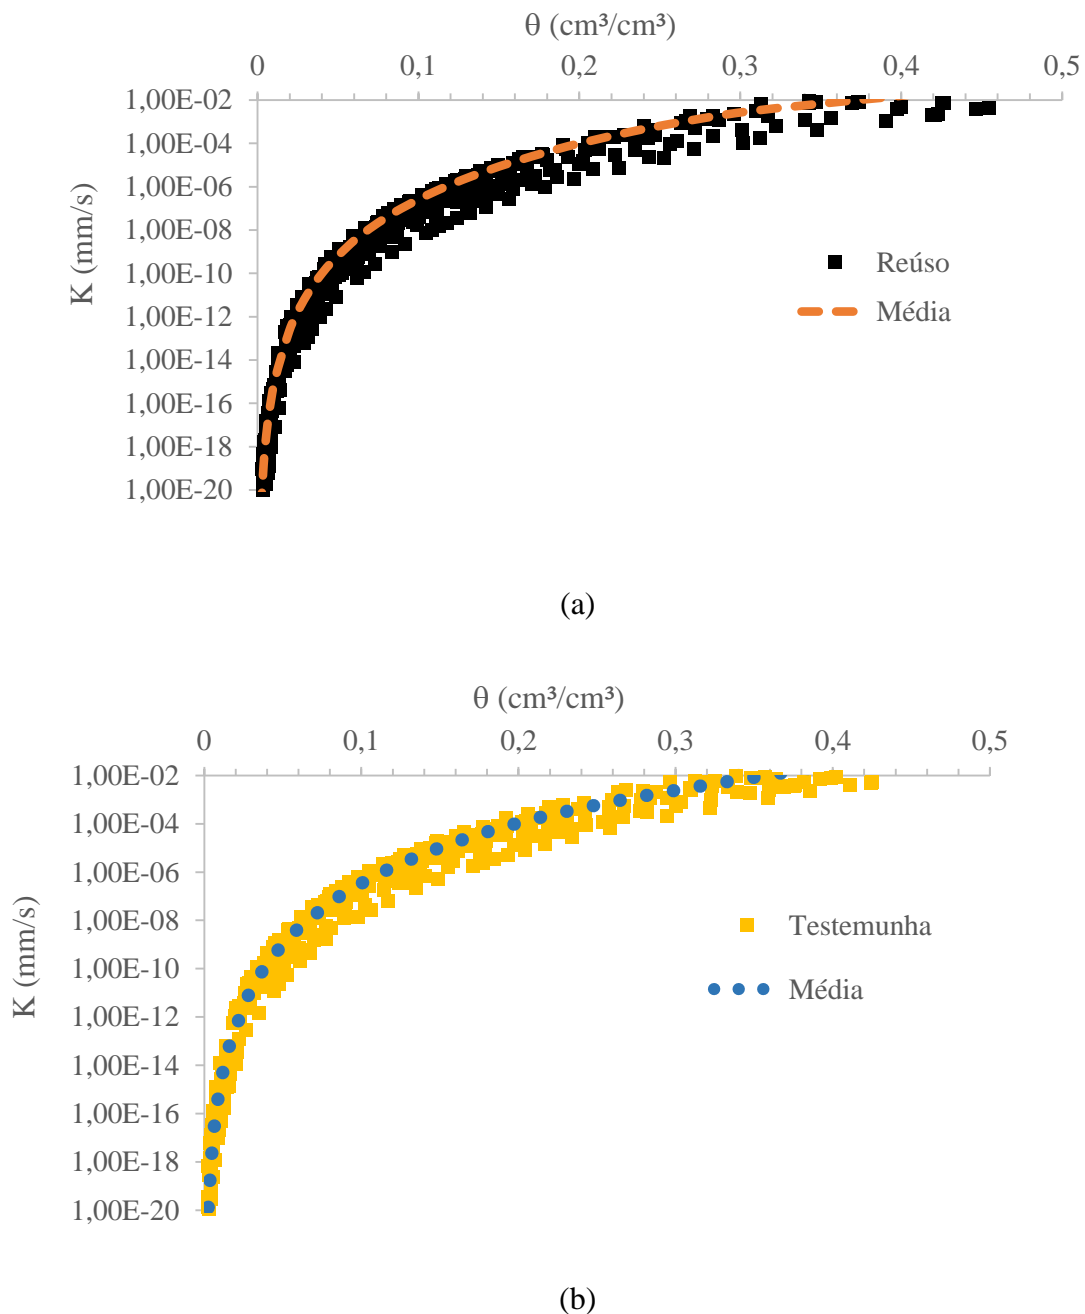 θ (cm³/cm³)
0 0,1 0,2 0,3 0,4 0,5
1,00E-02
1,00E-04
1,00E-06
1,00E-08
1,00E-10
1,00E-12
1,00E-14
1,00E-16
1,00E-18
1,00E-20
K (mm/s)
Reúso
Média
(a)
θ (cm³/cm³)
0 0,1 0,2 0,3 0,4 0,5
1,00E-02
1,00E-04
1,00E-06
1,00E-08
1,00E-10
1,00E-12
1,00E-14
1,00E-16
1,00E-18
1,00E-20
K (mm/s)
Testemunha
Média
(b)